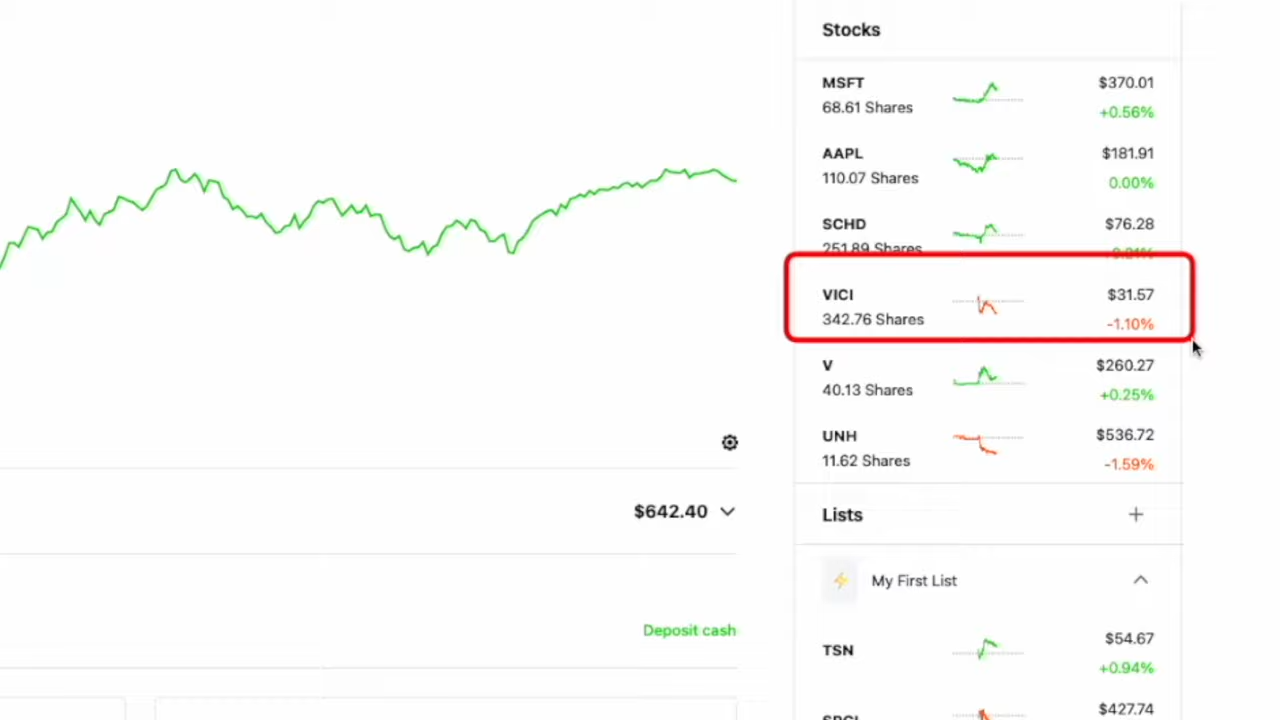 Stocks
MSFT
$370.01
68.61 Shares
+0.56%
AAPL
$181.91
110.07 Shares
0.00%
SCHD
$76.28
251.89 Shares
VICI
$31.57
342.76 Shares
-1.10%
V
$260.27
40.13 Shares
+0.25%
UNH
$536.72
11.62 Shares
-1.59%
$642.40
Lists
My First List
Deposit cash
TSN
$54.67
+0.94%
$427.74